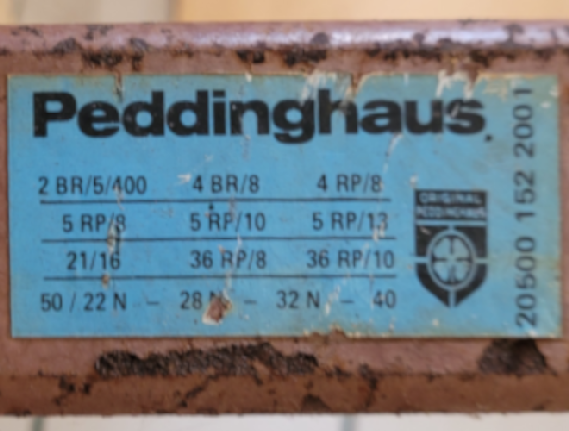 Peddinghaus
2 BR/5/400 4 BR/8 4 RP/8
5 RP/8 5 RP/10 5 RP/13
21/16 36 RP/8 36 RP/10
50 / 22 N – 28 N – 32 N – 40
ORIGINAL
PEDDINGHAUS
20500 152 2001